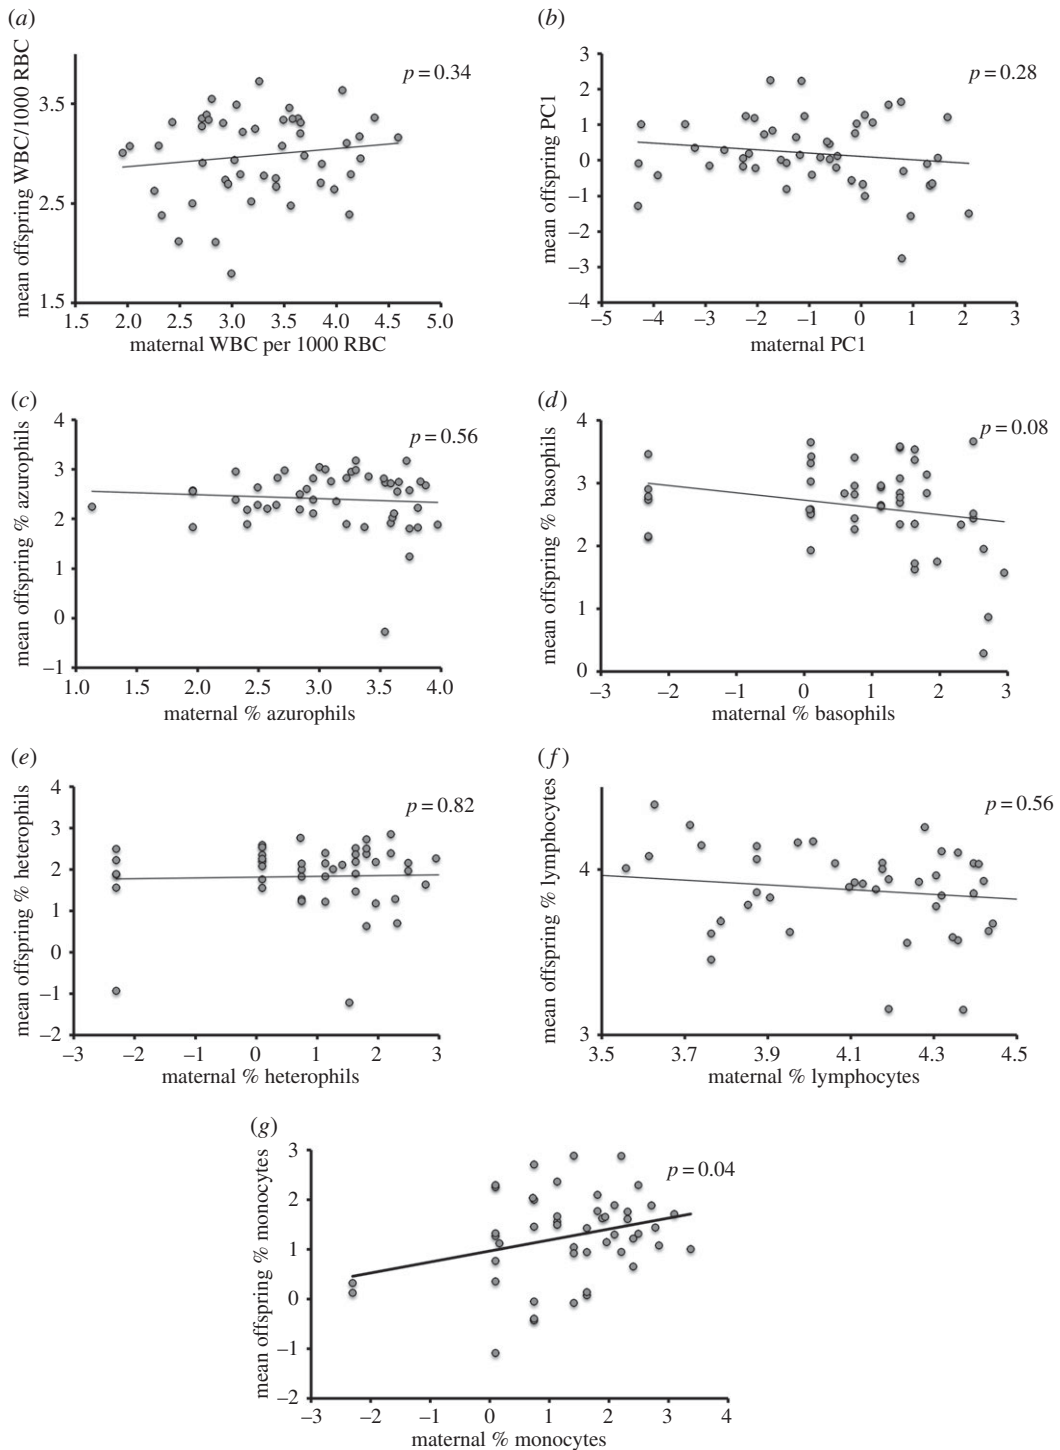 (a)
mean offspring WBC/1000 RBC
3.5
2.5
1.5
p = 0.34
1.5 2.0 2.5 3.0 3.5 4.0 4.5 5.0
maternal WBC per 1000 RBC
(b)
mean offspring PC1
3
2
1
0
–1
–2
–3
–4
p = 0.28
–5 –4 –3 –2 –1 0 1 2 3
maternal PC1
(c)
mean offspring % azurophils
4
3
2
1
0
–1
p = 0.56
1.0 1.5 2.0 2.5 3.0 3.5 4.0
maternal % azurophils
(d)
mean offspring % basophils
4
3
2
1
0
p = 0.08
–3 –2 –1 0 1 2 3
maternal % basophils
(e)
mean offspring % heterophils
4
3
2
1
0
–1
–2
p = 0.82
–3 –2 –1 0 1 2 3
maternal % heterophils
(f)
mean offspring % lymphocytes
4
3
p = 0.56
3.5 3.7 3.9 4.1 4.3 4.5
maternal % lymphocytes
(g)
mean offspring % monocytes
3
2
1
0
–1
–2
p = 0.04
–3 –2 –1 0 1 2 3 4
maternal % monocytes